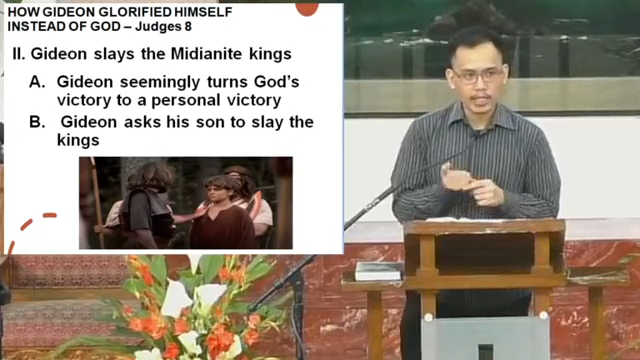 HOW GIDEON GLORIFIED HIMSELF
INSTEAD OF GOD – Judges 8
II. Gideon slays the Midianite kings
A. Gideon seemingly turns God's
victory to a personal victory
B. Gideon asks his son to slay the
kings